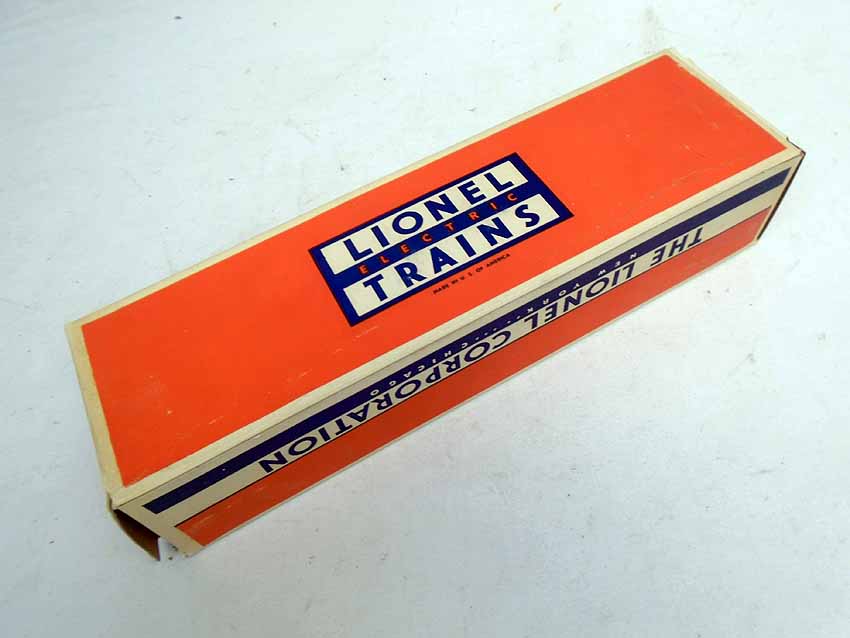 LIONEL
ELECTRIC
TRAINS
MADE IN U. S. OF AMERICA
THE LIONEL CORPORATION
NEW YORK . . . . CHICAGO